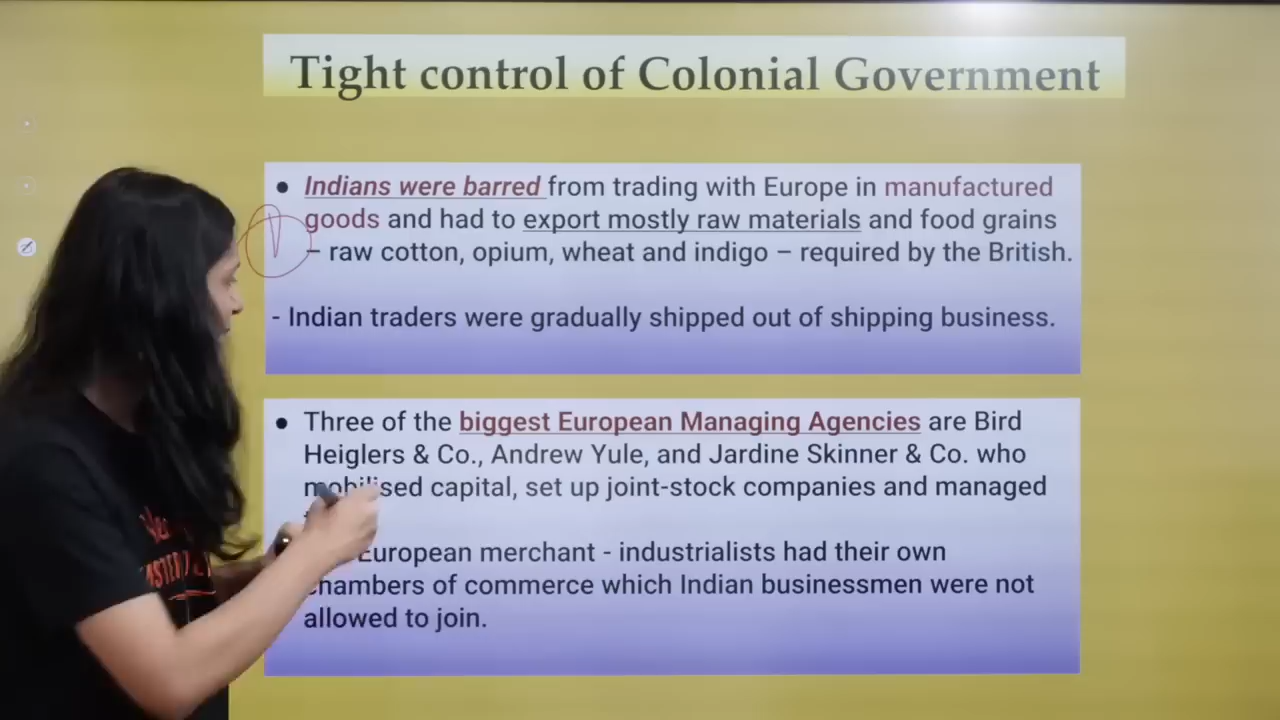 Tight control of Colonial Government
● Indians were barred from trading with Europe in manufactured
goods and had to export mostly raw materials and food grains
– raw cotton, opium, wheat and indigo – required by the British.
- Indian traders were gradually shipped out of shipping business.
● Three of the biggest European Managing Agencies are Bird
Heiglers & Co., Andrew Yule, and Jardine Skinner & Co. who
mobilised capital, set up joint-stock companies and managed
European merchant - industrialists had their own
chambers of commerce which Indian businessmen were not
allowed to join.